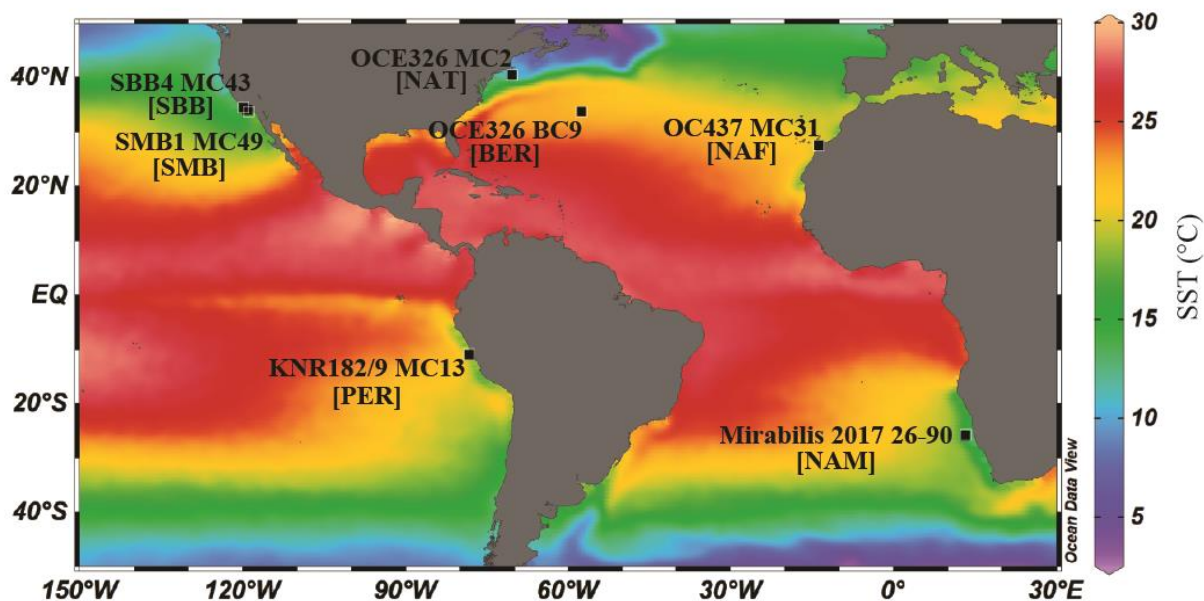 OCE326 MC2
[NAT]
SBB4 MC43
[SBB]
SMB1 MC49
[SMB]
OCE326 BC9
[BER]
OC437 MC31
[NAF]
KNR182/9 MC13
[PER]
Mirabilis 2017 26-90
[NAM]
40°N
20°N
EQ
20°S
40°S
150°W
120°W
90°W
60°W
30°W
0°
30°E
Ocean Data View
30
25
20
15
10
5
SST (°C)